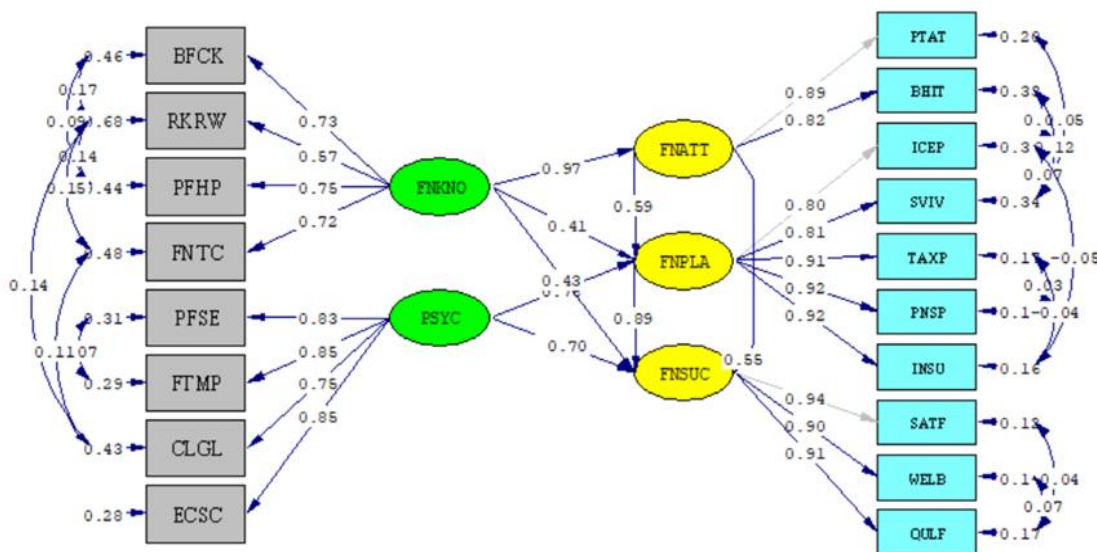 PTAT
0.20
BFCK
0.46
BHIT
0.89
0.82
0.05
0.17
RKRW
0.09
0.68
0.73
0.57
FNATT
ICEP
0.12
0.14
PFHP
0.15
0.44
0.75
FNKNO
0.97
0.07
SVIV
0.34
0.72
0.59
0.80
0.81
FNTC
0.48
0.41
FNPLA
0.91
TAXP
-0.05
0.43
0.03
0.14
0.92
PNSP
-0.04
PFSE
0.31
0.83
PSYC
0.89
0.92
0.11
0.07
0.85
0.70
0.55
INSU
0.16
FTMP
0.29
0.75
FNSUC
0.85
0.94
SATF
CLGL
0.43
0.90
0.91
WELB
0.04
0.07
ECSC
0.28
QULF
0.17